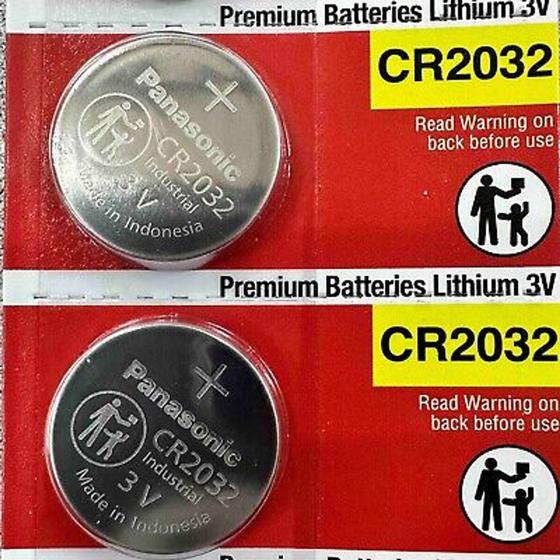 Premium Batteries Lithium 3V
CR2032
Read Warning on
back before use
+
Panasonic
CR2032
Industrial
3 V
Made in Indonesia
Premium Batteries Lithium 3V
CR2032
Read Warning on
back before use
+
Panasonic
CR2032
Industrial
3 V
Made in Indonesia